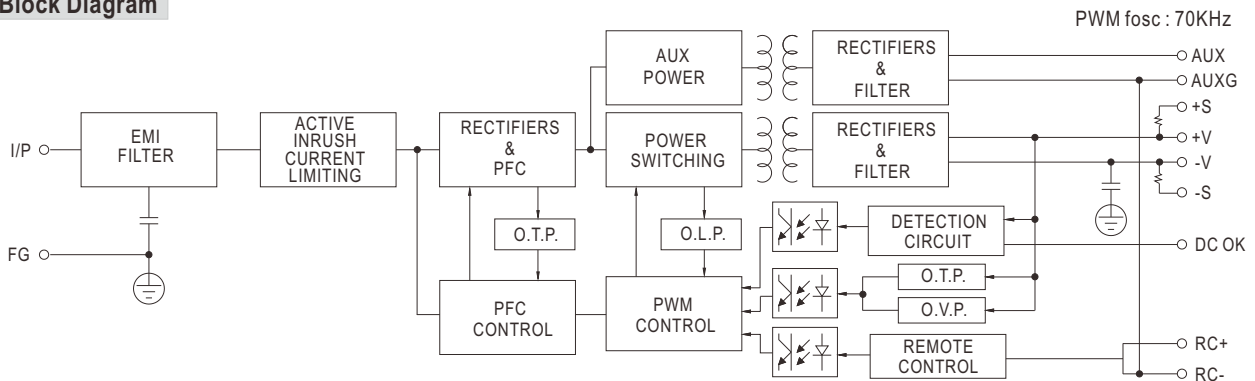 Block Diagram
PWM fosc : 70KHz
AUX
POWER
RECTIFIERS
&
FILTER
AUX
AUXG
+S
I/P
EMI
FILTER
ACTIVE
INRUSH
CURRENT
LIMITING
RECTIFIERS
&
PFC
POWER
SWITCHING
RECTIFIERS
&
FILTER
+V
-V
-S
O.T.P.
O.L.P.
DETECTION
CIRCUIT
DC OK
FG
PFC
CONTROL
PWM
CONTROL
O.T.P.
O.V.P.
REMOTE
CONTROL
RC+
RC-